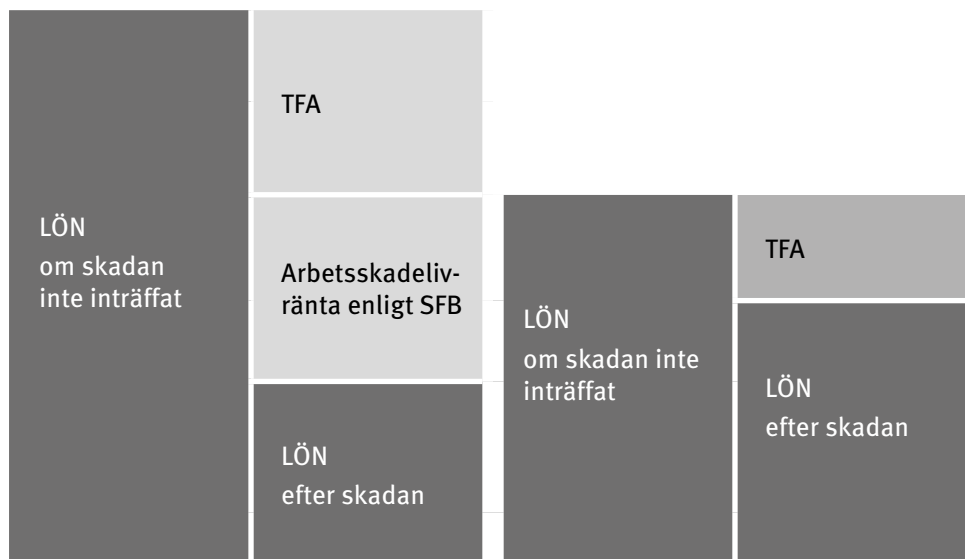 LÖN
om skadan
inte inträffat
TFA
Arbetsskadeliv-
ränta enligt SFB
LÖN
efter skadan
LÖN
om skadan inte
inträffat
TFA
LÖN
efter skadan